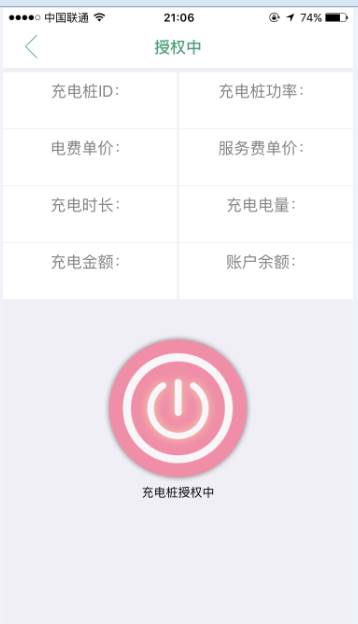 中国联通 21:06 74%
授权中
充电桩ID： 充电桩功率：
电费单价： 服务费单价：
充电时长： 充电电量：
充电金额： 账户余额：
充电桩授权中